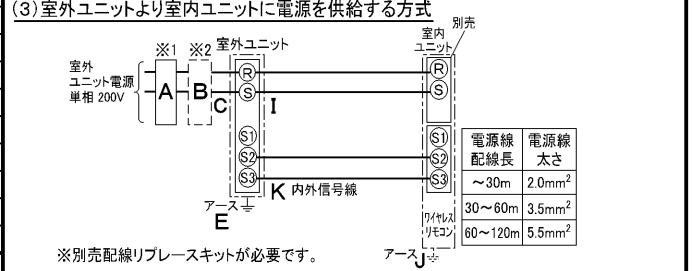 (3)室外ユニットより室内ユニットに電源を供給する方式
※1 ※2 室外ユニット
室内
ユニット
別売
室外
ユニット電源
単相 200V
A
B
C
R
S
I
R
S
S1
S2
S3
S1
S2
S3
K 内外信号線
アース
E
ワイヤレス
リモコン
アース J
電源線
配線長
電源線
太さ
～30m 2.0mm²
30～60m 3.5mm²
60～120m 5.5mm²
※別売配線リプレースキットが必要です。